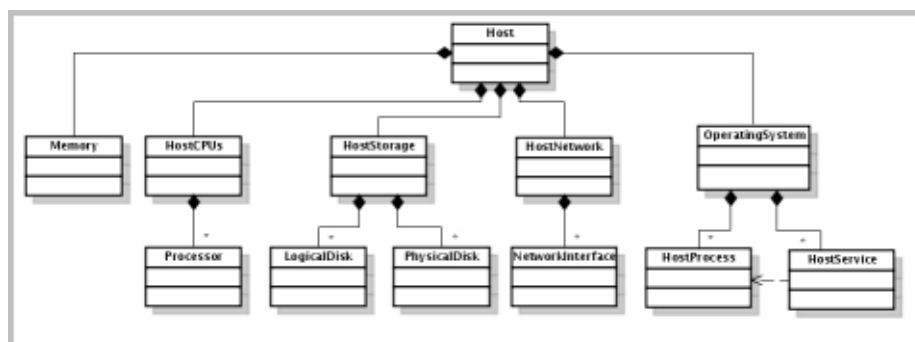 Host
Memory
HostCPUs
HostStorage
HostNetwork
OperatingSystem
*
*
*
*
*
*
Processor
LogicalDisk
PhysicalDisk
NetworkInterface
HostProcess
HostService